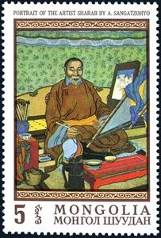 PORTRAIT OF THE ARTIST SHARAB BY A. SANGATZOHYO
5 MONGOLIA
МОНГОЛ ШУУДАН